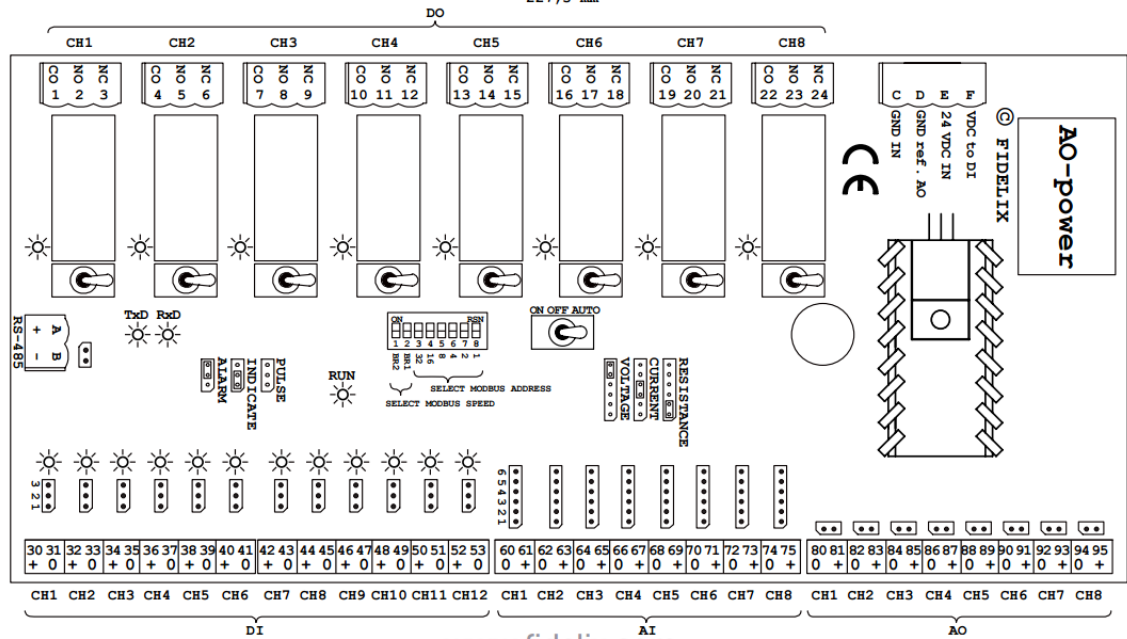 DO
CH1 CH2 CH3 CH4 CH5 CH6 CH7 CH8
CO NO NC CO NO NC CO NO NC CO NO NC CO NO NC CO NO NC CO NO NC CO NO NC
1 2 3 4 5 6 7 8 9 10 11 12 13 14 15 16 17 18 19 20 21 22 23 24
C D E F
GND IN
GND ref. AO
24 VDC IN
VDC to DI
© FIDELIX
AO-power
CE
RS-485
+ -
A B
TxD RxD
ALARM
INDICATE
PULSE
RUN
ON RSN
1 2 3 4 5 6 7 8
BR2 BR1 32 16 8 4 2 1
SELECT MODBUS ADDRESS
SELECT MODBUS SPEED
ON OFF AUTO
VOLTAGE
CURRENT
RESISTANCE
3 2 1
6 5 4 3 2 1
30 31 32 33 34 35 36 37 38 39 40 41 42 43 44 45 46 47 48 49 50 51 52 53 60 61 62 63 64 65 66 67 68 69 70 71 72 73 74 75 80 81 82 83 84 85 86 87 88 89 90 91 92 93 94 95
+ 0 + 0 + 0 + 0 + 0 + 0 + 0 + 0 + 0 + 0 + 0 + 0 0 + 0 + 0 + 0 + 0 + 0 + 0 + 0 + 0 + 0 + 0 + 0 + 0 + 0 + 0 + 0 +
CH1 CH2 CH3 CH4 CH5 CH6 CH7 CH8 CH9 CH10 CH11 CH12 CH1 CH2 CH3 CH4 CH5 CH6 CH7 CH8 CH1 CH2 CH3 CH4 CH5 CH6 CH7 CH8
DI AI AO